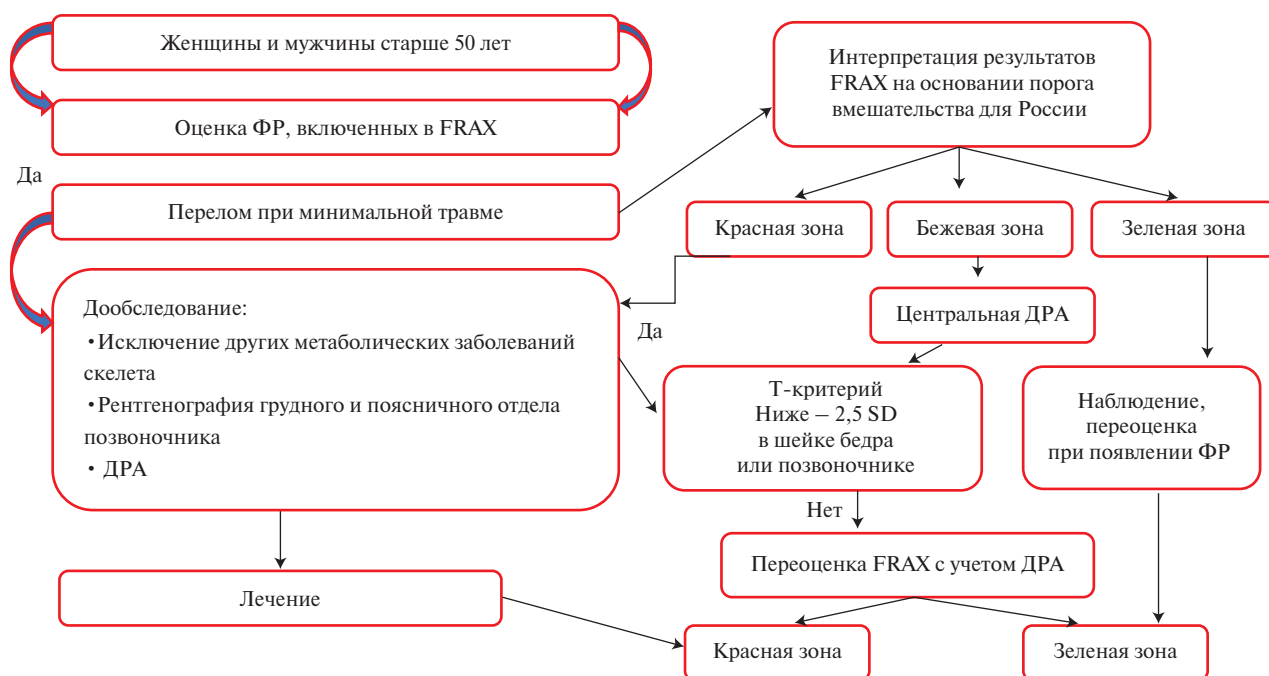 Женщины и мужчины старше 50 лет
Оценка ФР, включенных в FRAX
Да
Перелом при минимальной травме
Дообследование:
• Исключение других метаболических заболеваний
скелета
• Рентгенография грудного и поясничного отдела
позвоночника
• ДРА
Лечение
Интерпретация результатов
FRAX на основании порога
вмешательства для России
Красная зона
Бежевая зона
Зеленая зона
Да
Центральная ДРА
Т-критерий
Ниже – 2,5 SD
в шейке бедра
или позвоночнике
Наблюдение,
переоценка
при появлении ФР
Нет
Переоценка FRAX с учетом ДРА
Красная зона
Зеленая зона